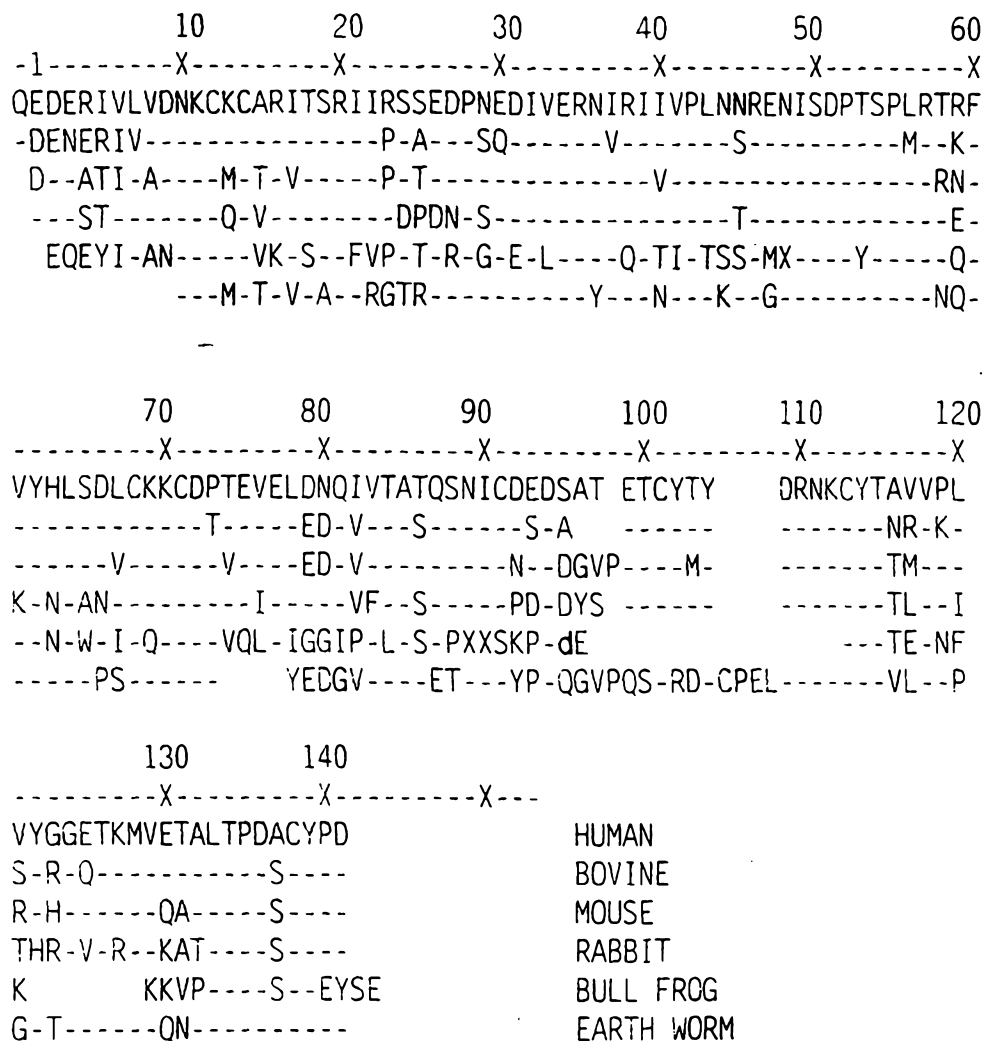 10 20 30 40 50 60
-1--------X---------X---------X---------X---------X---------X
QEDERIVLVDNKCKCARITSRIIRSSEDPNEDIVERNIRIIVPLNNRENISDPTSPLRTRF
-DENERIV---------------P-A---SQ-------V-------S----------M--K-
D--ATI-A----M-T-V-----P-T--------------V-----------------RN-
---ST-------Q-V--------DPDN-S---------------T-------------E-
EQEYI-AN-----VK-S--FVP-T-R-G-E-L----Q-TI-TSS-MX----Y-----Q-
---M-T-V-A--RGTR----------Y---N---K--G----------NQ-
70 80 90 100 110 120
---------X---------X---------X---------X---------X---------X
VYHLSDLCKKCDPTEVELDNQIVTATQSNICDEDSAT ETCYTY DRNKCYTAVVPL
------------T-----ED-V---S------S-A ------ -------NR-K-
------V------V----ED-V---------N--DGVP----M- -------TM---
K-N-AN---------I-----VF--S-----PD-DYS ------ -------TL--I
--N-W-I-Q----VQL-IGGIP-L-S-PXXSKP-dE ---TE-NF
-----PS------ YEDGV----ET---YP-QGVPQS-RD-CPEL-------VL--P
130 140
---------X---------X---------X---
VYGGETKMVETALTPDACYPD HUMAN
S-R-Q-----------S---- BOVINE
R-H------QA-----S---- MOUSE
THR-V-R--KAT----S---- RABBIT
K KKVP----S--EYSE BULL FROG
G-T------QN---------- EARTH WORM